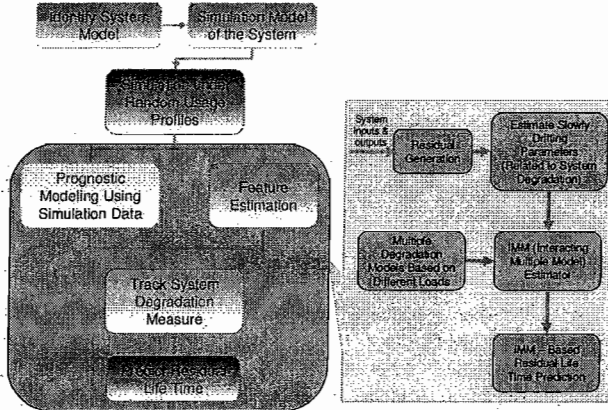 Identify System
Model
Simulation Model
of the System
Simulation Under
Random Usage
Profiles
Prognostic
Modeling Using
Simulation Data
Feature
Estimation
Track System
Degradation
Measure
Predict Residual
Life Time
System
inputs &
outputs
Residual
Generation
Estimate Slowly
Drifting
Parameters
(Related to System
Degradation)
Multiple
Degradation
Models Based on
Different Loads
IMM (Interacting
Multiple Model)
Estimator
IMM - Based
Residual Life
Time Prediction